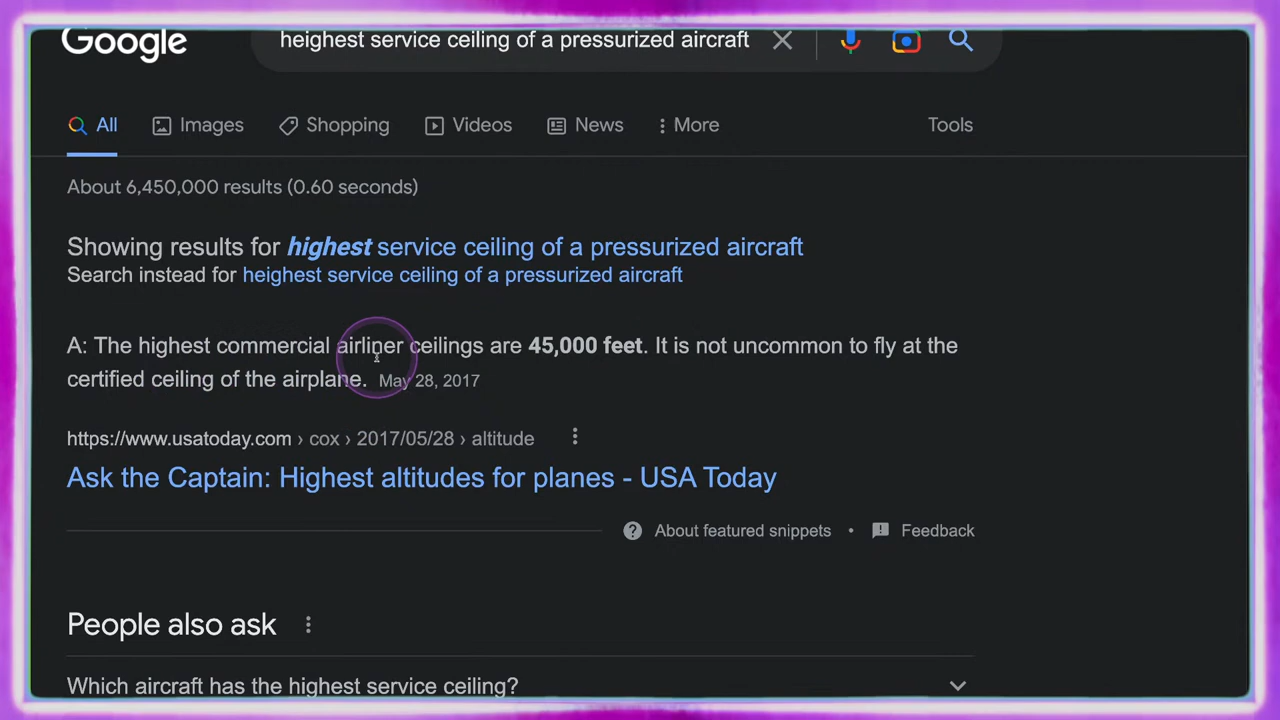 Google
heighest service ceiling of a pressurized aircraft
All Images Shopping Videos News More Tools
About 6,450,000 results (0.60 seconds)
Showing results for highest service ceiling of a pressurized aircraft
Search instead for heighest service ceiling of a pressurized aircraft
A: The highest commercial airliner ceilings are 45,000 feet. It is not uncommon to fly at the
certified ceiling of the airplane. May 28, 2017
https://www.usatoday.com › cox › 2017/05/28 › altitude
Ask the Captain: Highest altitudes for planes - USA Today
About featured snippets • Feedback
People also ask
Which aircraft has the highest service ceiling?